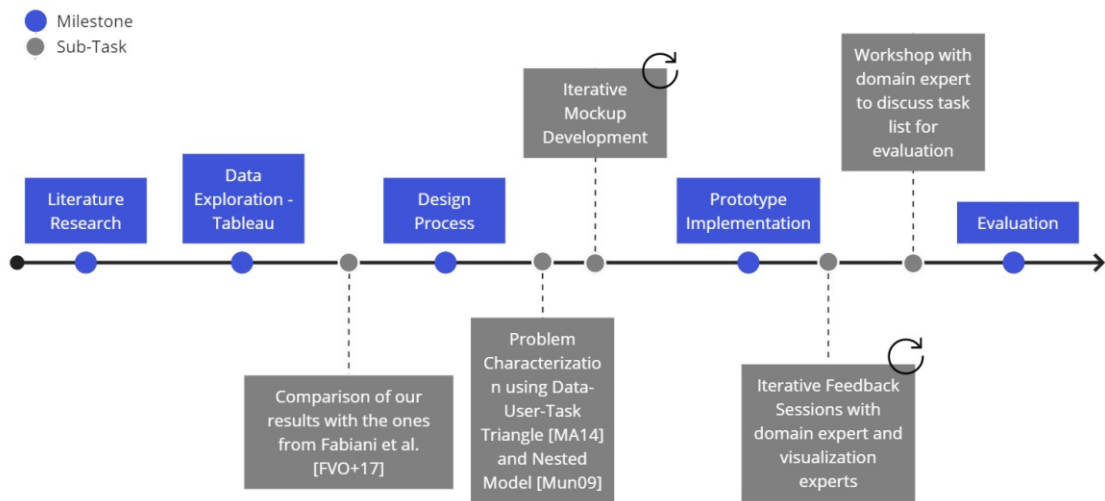 Milestone
Sub-Task
Literature
Research
Data
Exploration -
Tableau
Comparison of our
results with the ones
from Fabiani et al.
[FVO+17]
Design
Process
Problem
Characterizatio
n using Data-
User-Task
Triangle [MA14]
and Nested
Model [Mun09]
Iterative
Mockup
Development
Prototype
Implementation
Iterative Feedback
Sessions with
domain expert and
visualization
experts
Workshop with
domain expert
to discuss task
list for
evaluation
Evaluation